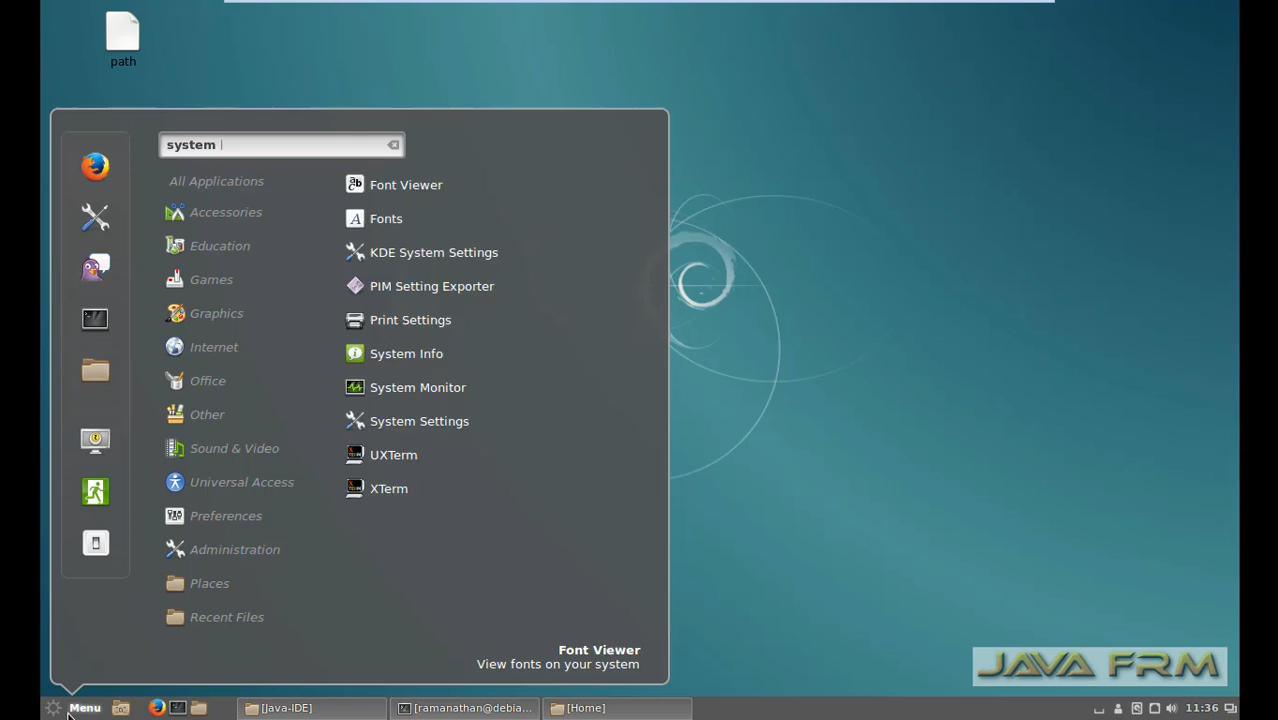 path
system
All Applications
Accessories
Education
Games
Graphics
Internet
Office
Other
Sound & Video
Universal Access
Preferences
Administration
Places
Recent Files
Font Viewer
Fonts
KDE System Settings
PIM Setting Exporter
Print Settings
System Info
System Monitor
System Settings
UXTerm
XTerm
Font Viewer
View fonts on your system
JAVA FRM
Menu
[Java-IDE]
[ramanathan@debia...
[Home]
11:36